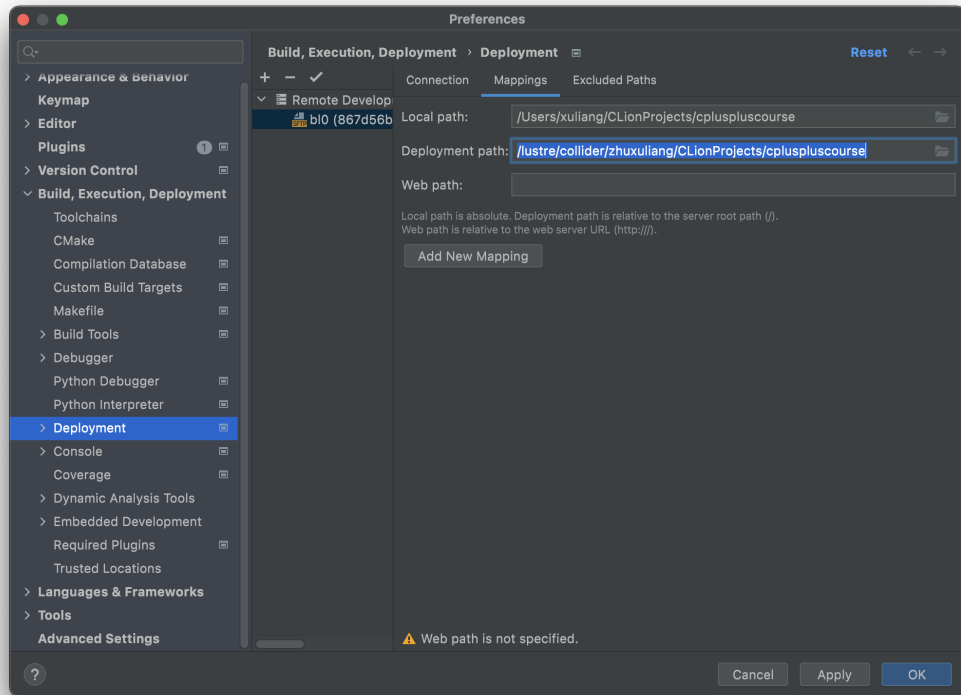 Preferences
Build, Execution, Deployment › Deployment
Reset
Appearance & Behavior
Keymap
Editor
Plugins 1
Version Control
Build, Execution, Deployment
Toolchains
CMake
Compilation Database
Custom Build Targets
Makefile
Build Tools
Debugger
Python Debugger
Python Interpreter
Deployment
Console
Coverage
Dynamic Analysis Tools
Embedded Development
Required Plugins
Trusted Locations
Languages & Frameworks
Tools
Advanced Settings
Remote Develop
SFTP bl0 (867d56b
Connection Mappings Excluded Paths
Local path: /Users/xuliang/CLionProjects/cpluspluscourse
Deployment path: /lustre/collider/zhuxuliang/CLionProjects/cpluspluscourse
Web path:
Local path is absolute. Deployment path is relative to the server root path (/).
Web path is relative to the web server URL (http:///).
Add New Mapping
Web path is not specified.
?
Cancel Apply OK